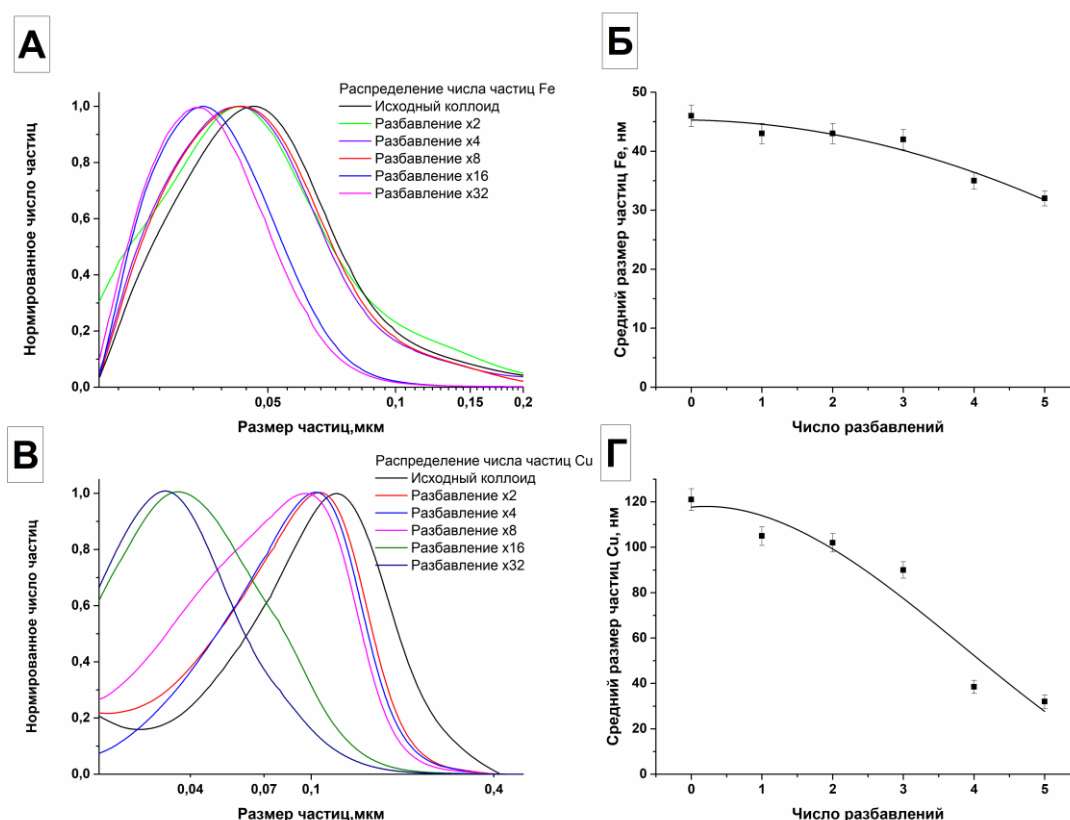 А
Распределение числа частиц Fe
Исходный коллоид
Разбавление x2
Разбавление x4
Разбавление x8
Разбавление x16
Разбавление x32
Нормированное число частиц
1,0
0,8
0,6
0,4
0,2
0,0
0,05
0,1
0,15
0,2
Размер частиц,мкм
Б
Средний размер частиц Fe, нм
50
40
30
20
10
0
0
1
2
3
4
5
Число разбавлений
В
Распределение числа частиц Cu
Исходный коллоид
Разбавление x2
Разбавление x4
Разбавление x8
Разбавление x16
Разбавление x32
Нормированное число частиц
1,0
0,8
0,6
0,4
0,2
0,0
0,04
0,07
0,1
0,4
Размер частиц,мкм
Г
Средний размер частиц Cu, нм
120
100
80
60
40
20
0
0
1
2
3
4
5
Число разбавлений